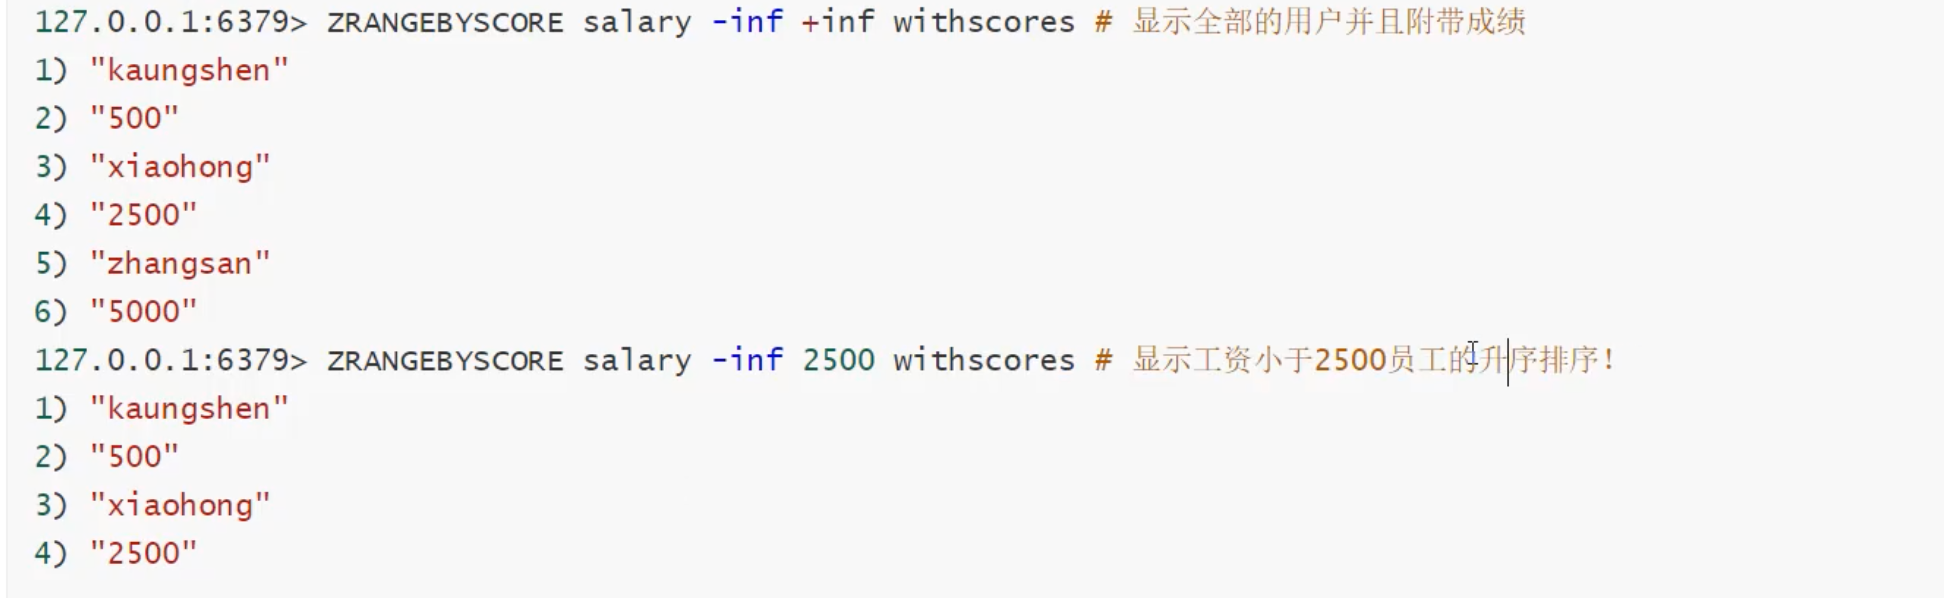 127.0.0.1:6379> ZRANGEBYSCORE salary -inf +inf withscores # 显示全部的用户并且附带成绩
1) "kaungshen"
2) "500"
3) "xiaohong"
4) "2500"
5) "zhangsan"
6) "5000"
127.0.0.1:6379> ZRANGEBYSCORE salary -inf 2500 withscores # 显示工资小于2500员工的升序排序！
1) "kaungshen"
2) "500"
3) "xiaohong"
4) "2500"